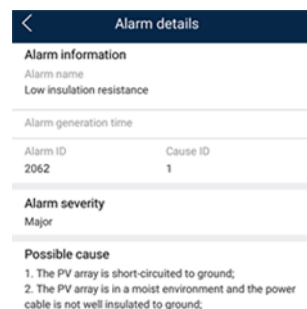 Alarm details
Alarm information
Alarm name
Low insulation resistance
Alarm generation time
Alarm ID Cause ID
2062 1
Alarm severity
Major
Possible cause
1. The PV array is short-circuited to ground;
2. The PV array is in a moist environment and the power
cable is not well insulated to ground;